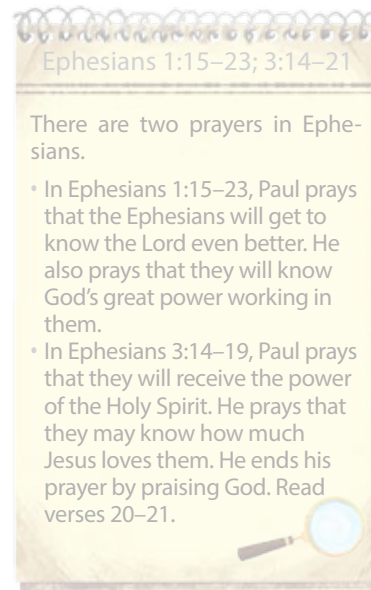 Ephesians 1:15–23; 3:14–21
There are two prayers in Ephe-
sians.
• In Ephesians 1:15–23, Paul prays
that the Ephesians will get to
know the Lord even better. He
also prays that they will know
God’s great power working in
them.
• In Ephesians 3:14–19, Paul prays
that they will receive the power
of the Holy Spirit. He prays that
they may know how much
Jesus loves them. He ends his
prayer by praising God. Read
verses 20–21.